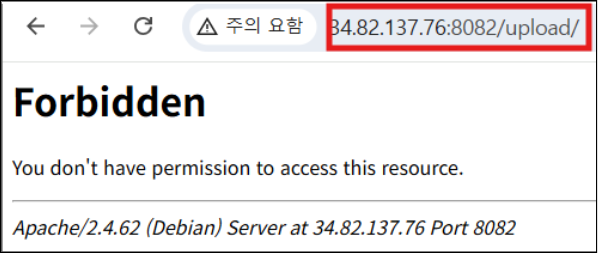 주의 요함 34.82.137.76:8082/upload/
Forbidden
You don't have permission to access this resource.
Apache/2.4.62 (Debian) Server at 34.82.137.76 Port 8082